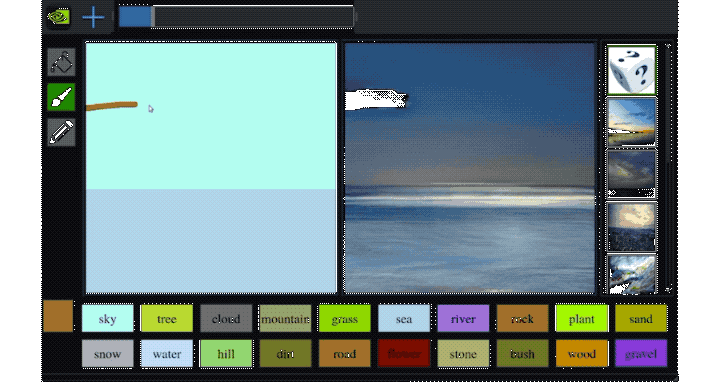 sky tree cloud mountain grass sea river rock plant sand
snow water hill dirt road flower stone bush wood gravel